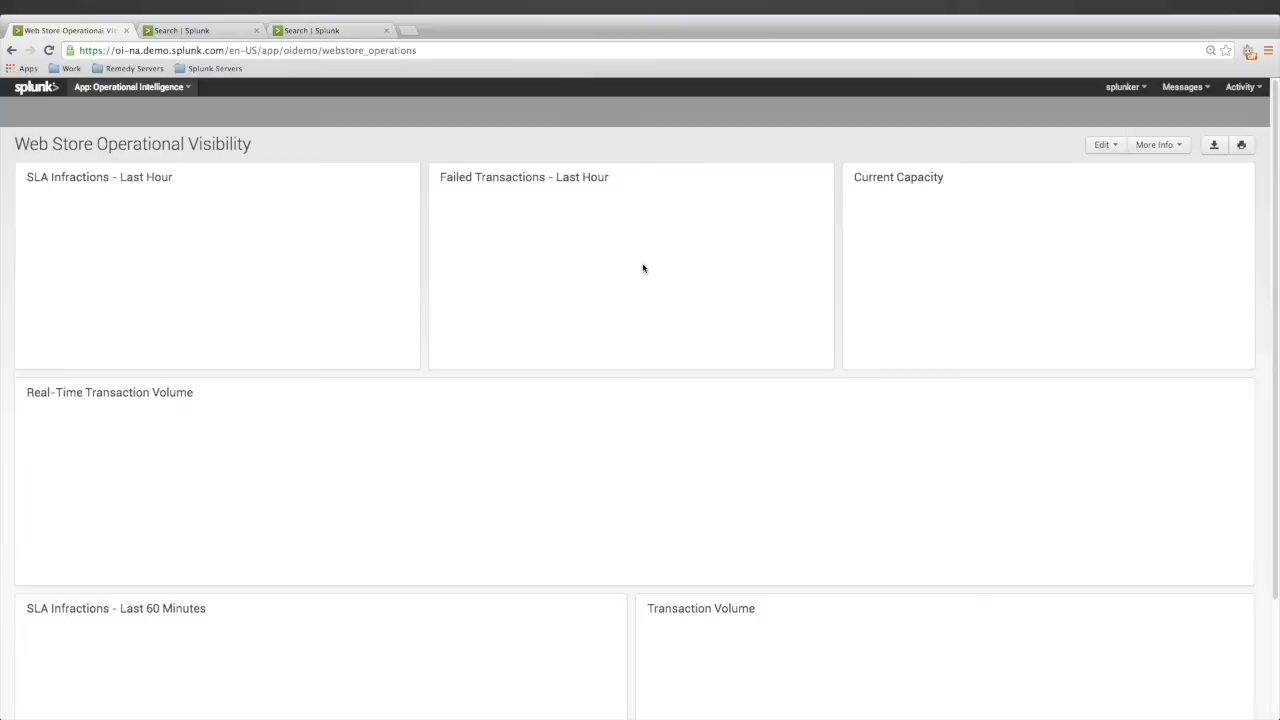 Web Store Operational Vis
Search | Splunk
Search | Splunk
https://oi-na.demo.splunk.com/en-US/app/oidemo/webstore_operations
Apps
Work
Remedy Servers
Splunk Servers
splunk>
App: Operational Intelligence
splunker
Messages
Activity
Web Store Operational Visibility
Edit
More Info
SLA Infractions - Last Hour
Failed Transactions - Last Hour
Current Capacity
Real-Time Transaction Volume
SLA Infractions - Last 60 Minutes
Transaction Volume